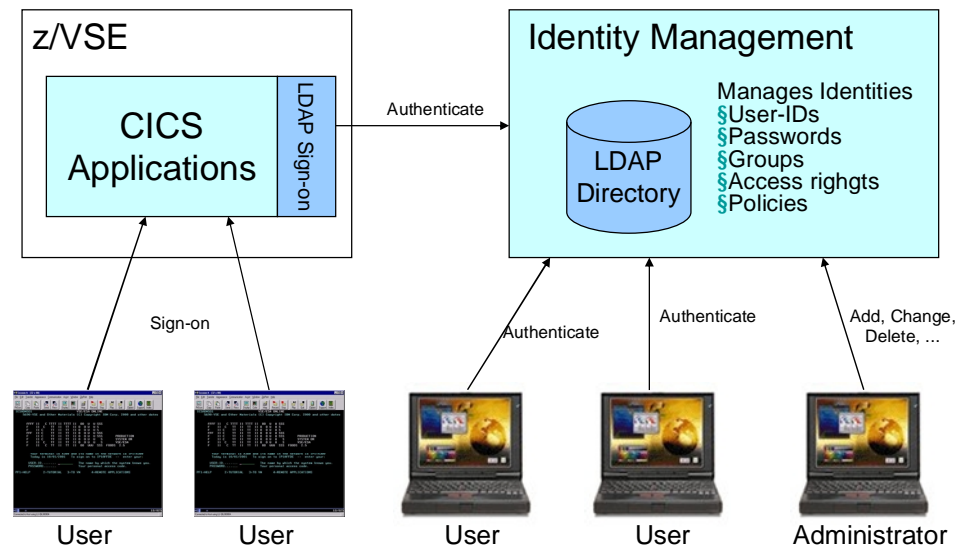 z/VSE
CICS
Applications
LDAP Sign-on
Authenticate
Identity Management
LDAP
Directory
Manages Identities
§User-IDs
§Passwords
§Groups
§Access righgts
§Policies
Sign-on
Authenticate
Authenticate
Add, Change,
Delete, ...
User
User
User
User
Administrator